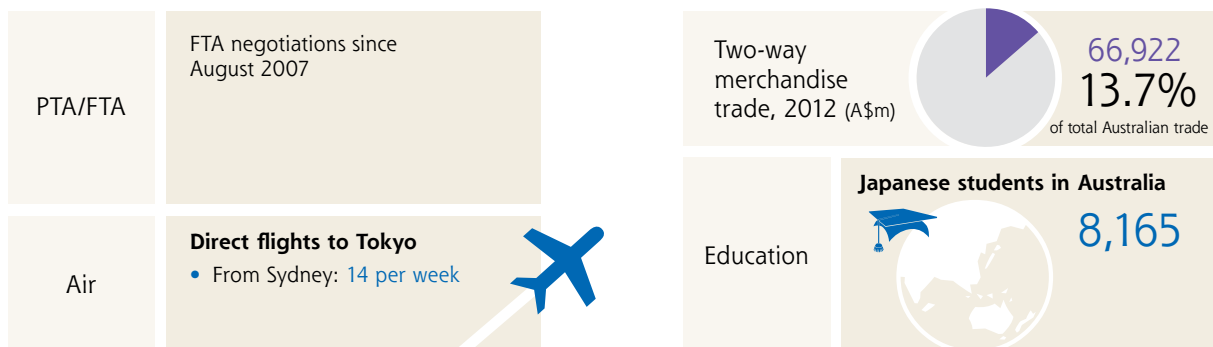 PTA/FTA
FTA negotiations since
August 2007
Air
Direct flights to Tokyo
• From Sydney: 14 per week
Two-way
merchandise
trade, 2012 (A$m)
66,922
13.7%
of total Australian trade
Education
Japanese students in Australia
8,165